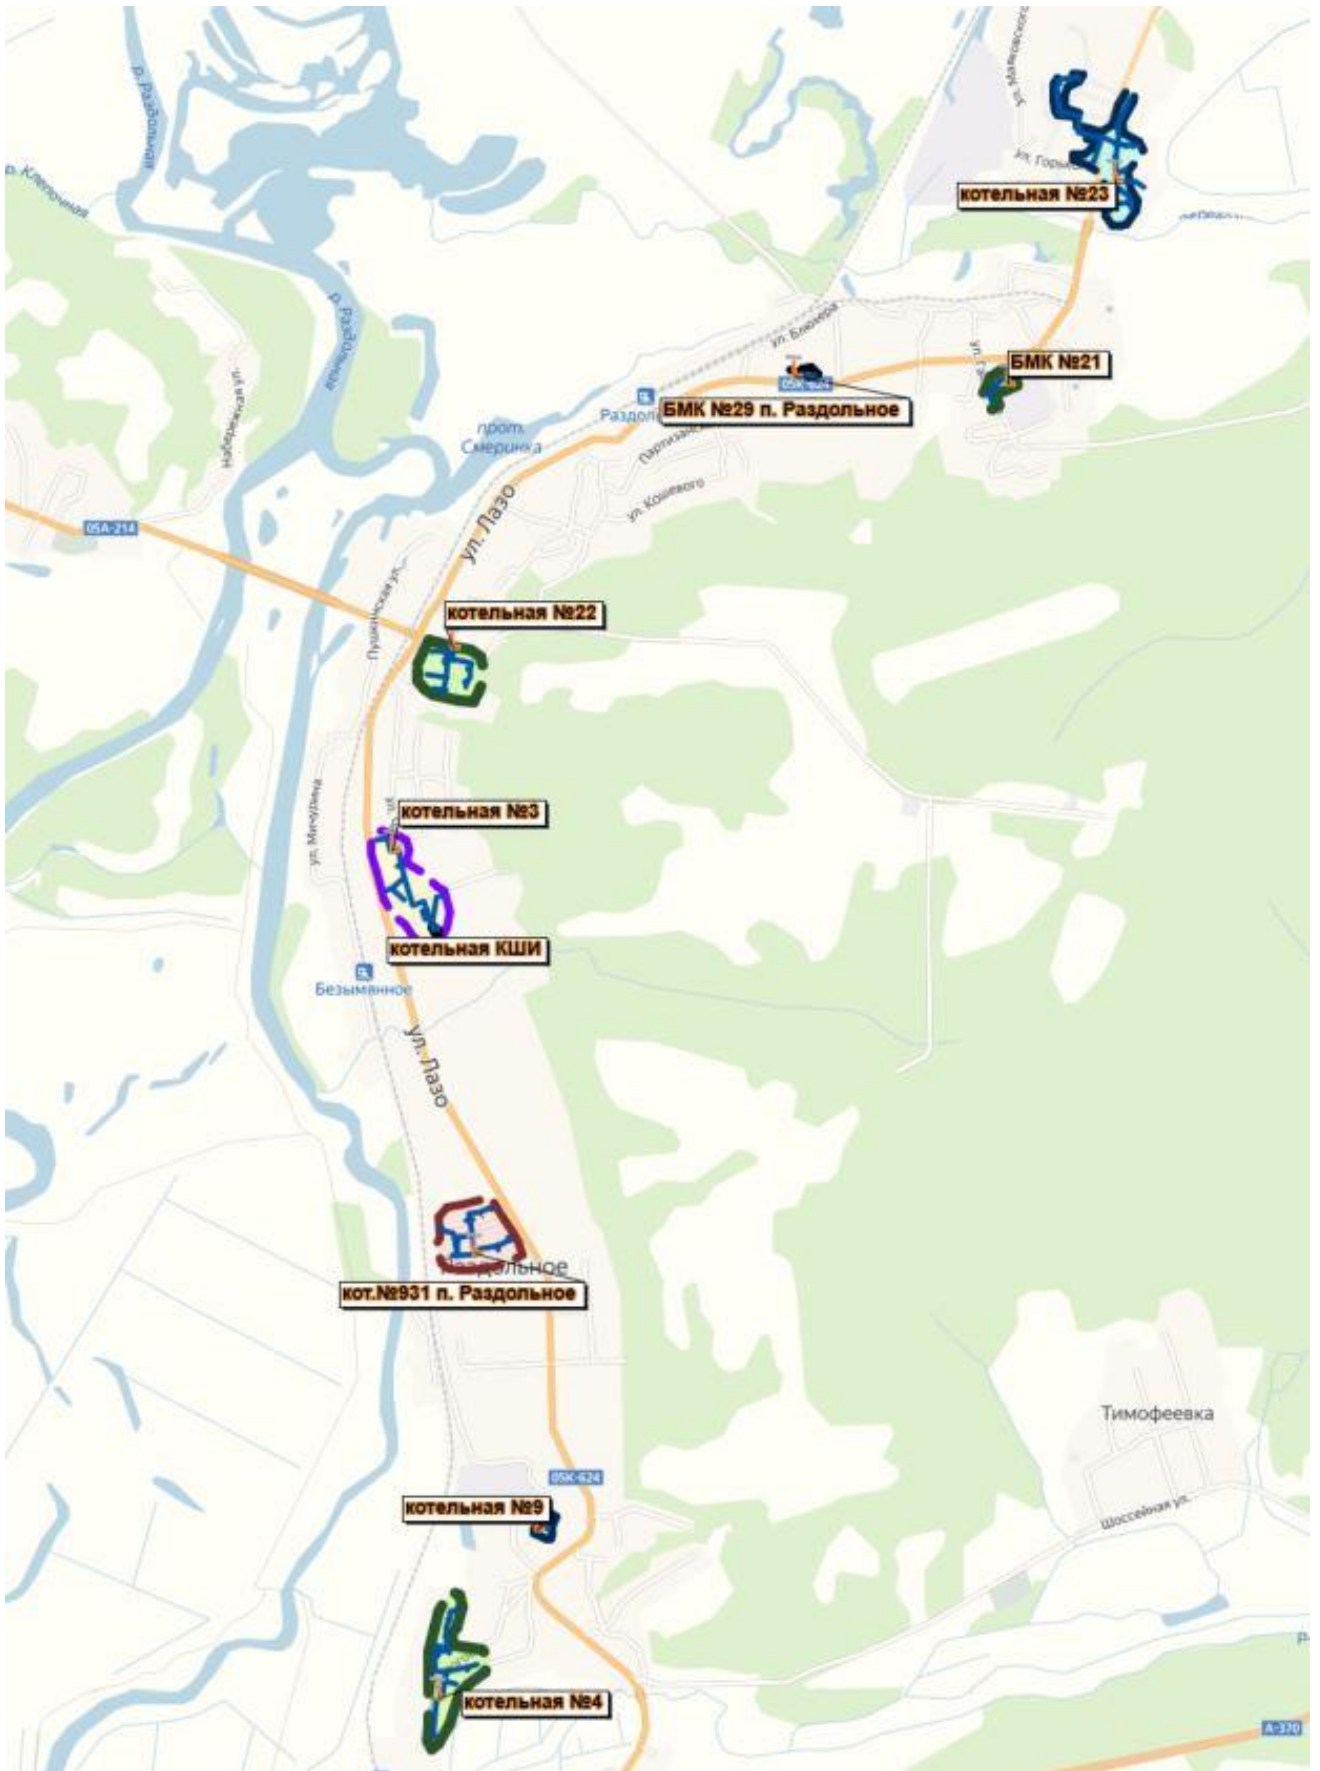 ул. Маяковского
р. Раздольная
р. Клепочная
котельная №23
р. Раздольная
ул. Блюхера
БМК №21
05К-624
БМК №29 п. Раздольное
Набережная ул.
прот.
Смеринка
ул. Кошевого
ул. Лазо
05А-214
Пушкинская ул.
котельная №22
ул. Мичурина
котельная №3
котельная КШИ
Безымянное
ул. Лазо
Раздольное
кот.№931 п. Раздольное
Тимофеевка
05К-624
котельная №9
Шоссейная ул.
котельная №4
А-370